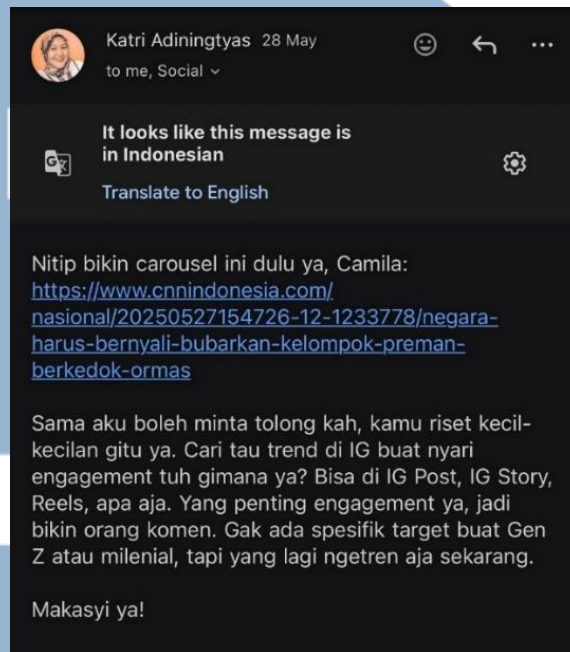 Katri Adiningtyas 28 May
to me, Social
It looks like this message is
in Indonesian
Translate to English
Nitip bikin carousel ini dulu ya, Camila:
https://www.cnnindonesia.com/
nasional/20250527154726-12-1233778/negara-
harus-bernyali-bubarkan-kelompok-preman-
berkedok-ormas
Sama aku boleh minta tolong kah, kamu riset kecil-
kecilan gitu ya. Cari tau trend di IG buat nyari
engagement tuh gimana ya? Bisa di IG Post, IG Story,
Reels, apa aja. Yang penting engagement ya, jadi
bikin orang komen. Gak ada spesifik target buat Gen
Z atau milenial, tapi yang lagi ngetren aja sekarang.
Makasyi ya!